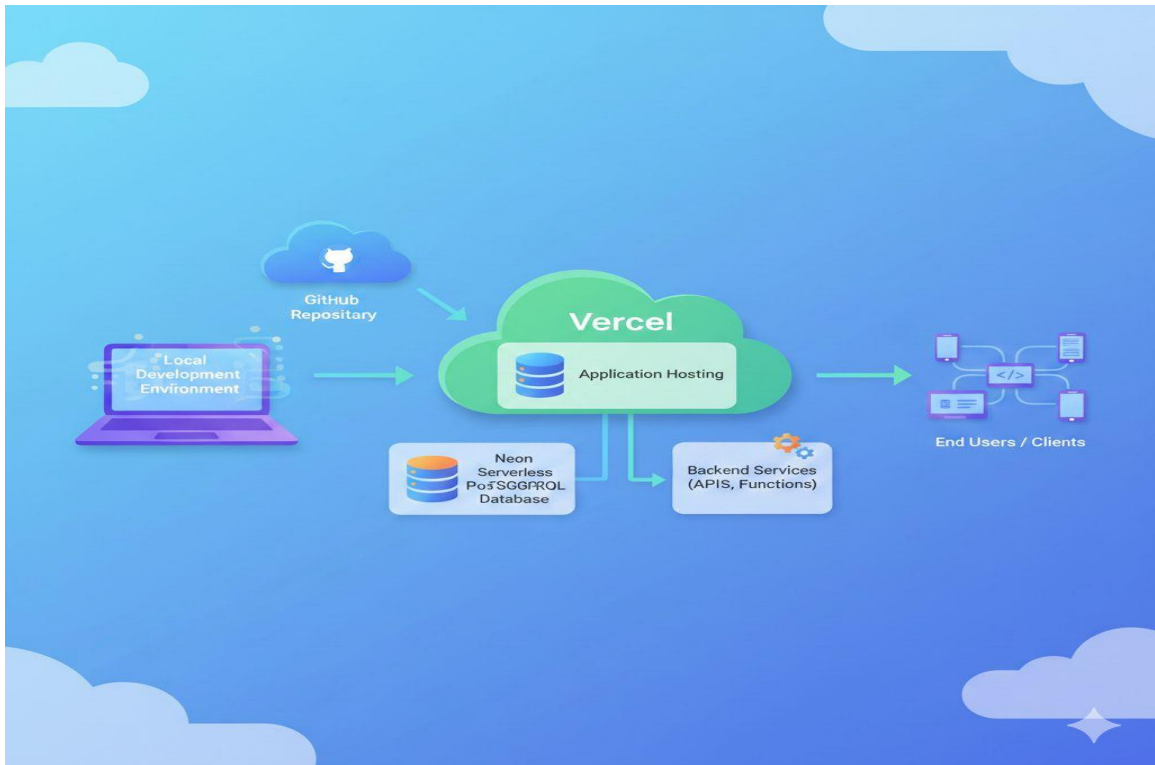 GitHub
Repositary
Vercel
Application Hosting
Local
Development
Environment
End Users / Clients
Neon
Serverless
Database
Backend Services
(APIS, Functions)